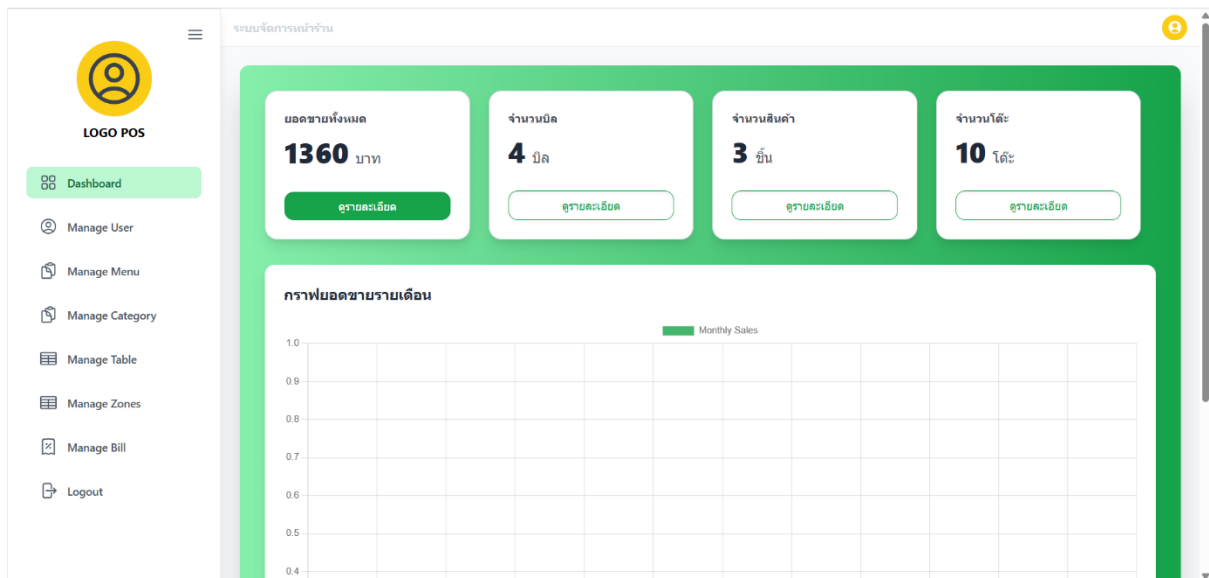 ระบบจัดการหน้าร้าน
LOGO POS
Dashboard
Manage User
Manage Menu
Manage Category
Manage Table
Manage Zones
Manage Bill
Logout
ยอดขายทั้งหมด
1360 บาท
ดูรายละเอียด
จำนวนบิล
4 บิล
ดูรายละเอียด
จำนวนสินค้า
3 ชิ้น
ดูรายละเอียด
จำนวนโต๊ะ
10 โต๊ะ
ดูรายละเอียด
กราฟยอดขายรายเดือน
Monthly Sales
1.0
0.9
0.8
0.7
0.6
0.5
0.4